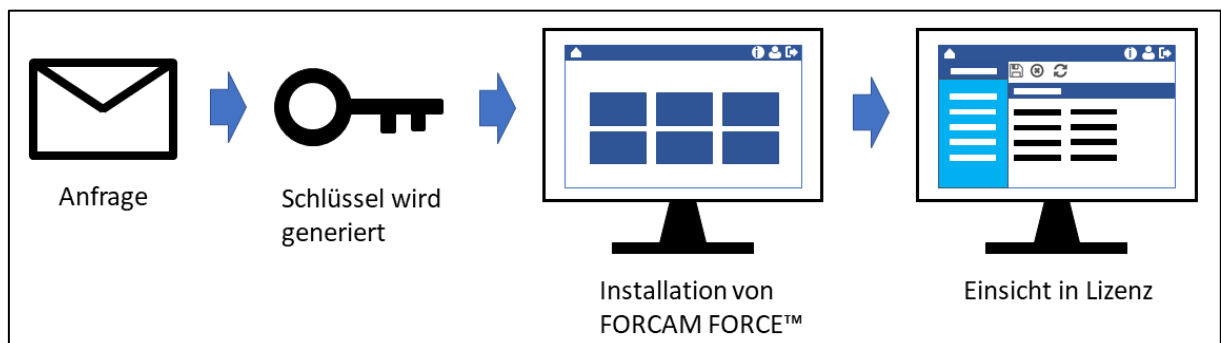 Anfrage
Schlüssel wird
generiert
Installation von
FORCAM FORCE™
Einsicht in Lizenz